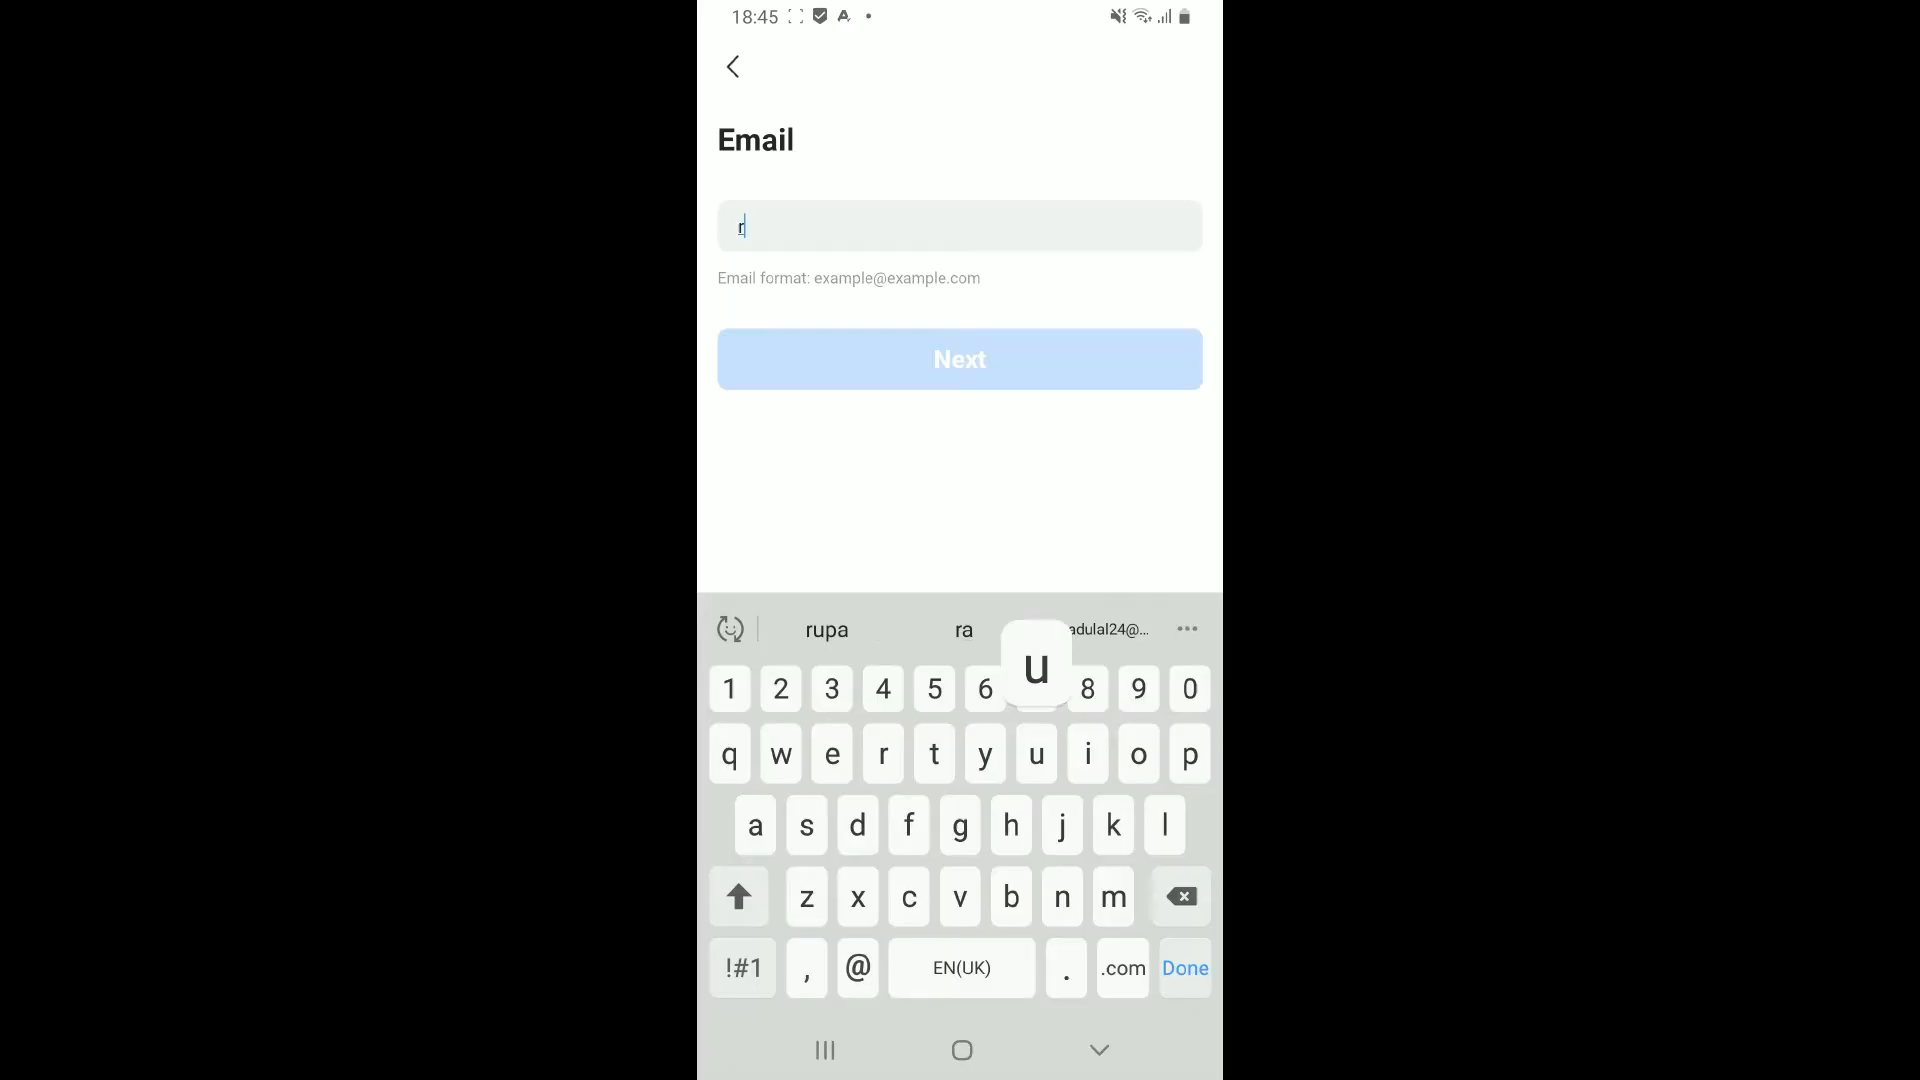 18:45
Email
r
Email format: example@example.com
Next
rupa ra adulal24@...
u
1 2 3 4 5 6 8 9 0
q w e r t y u i o p
a s d f g h j k l
z x c v b n m
!#1 , @ EN(UK) . .com Done